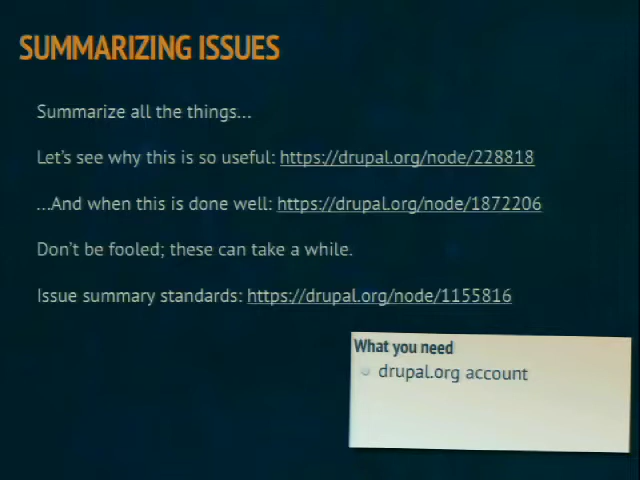 SUMMARIZING ISSUES
Summarize all the things...
Let's see why this is so useful: https://drupal.org/node/228818
...And when this is done well: https://drupal.org/node/1872206
Don't be fooled; these can take a while.
Issue summary standards: https://drupal.org/node/1155816
What you need
drupal.org account